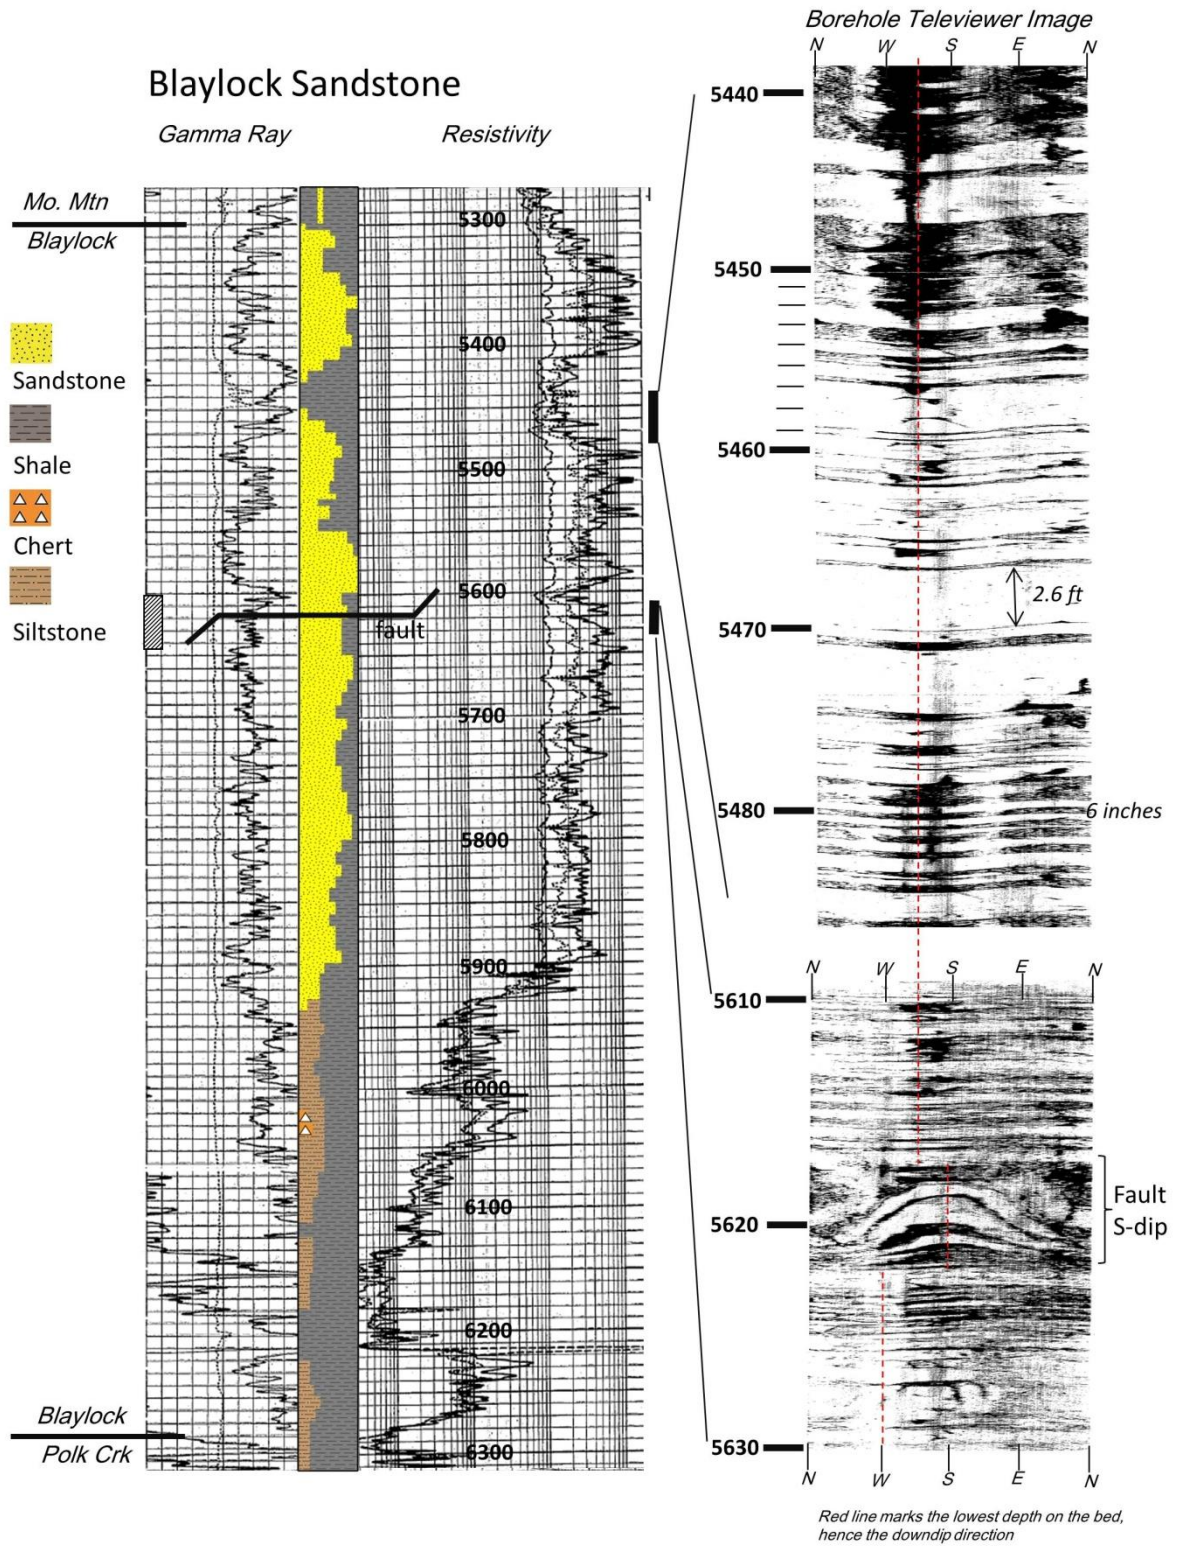 Borehole Televiewer Image
N W S E N
Blaylock Sandstone
Gamma Ray
Resistivity
Mo. Mtn
Blaylock
Sandstone
Shale
Chert
Siltstone
5300
5400
5500
5600
fault
5700
5800
5900
6000
6100
6200
6300
Blaylock
Polk Crk
5440
5450
5460
2.6 ft
5470
5480
6 inches
N W S E N
5610
Fault
S-dip
5620
5630
N W S E N
Red line marks the lowest depth on the bed,
hence the downdip direction